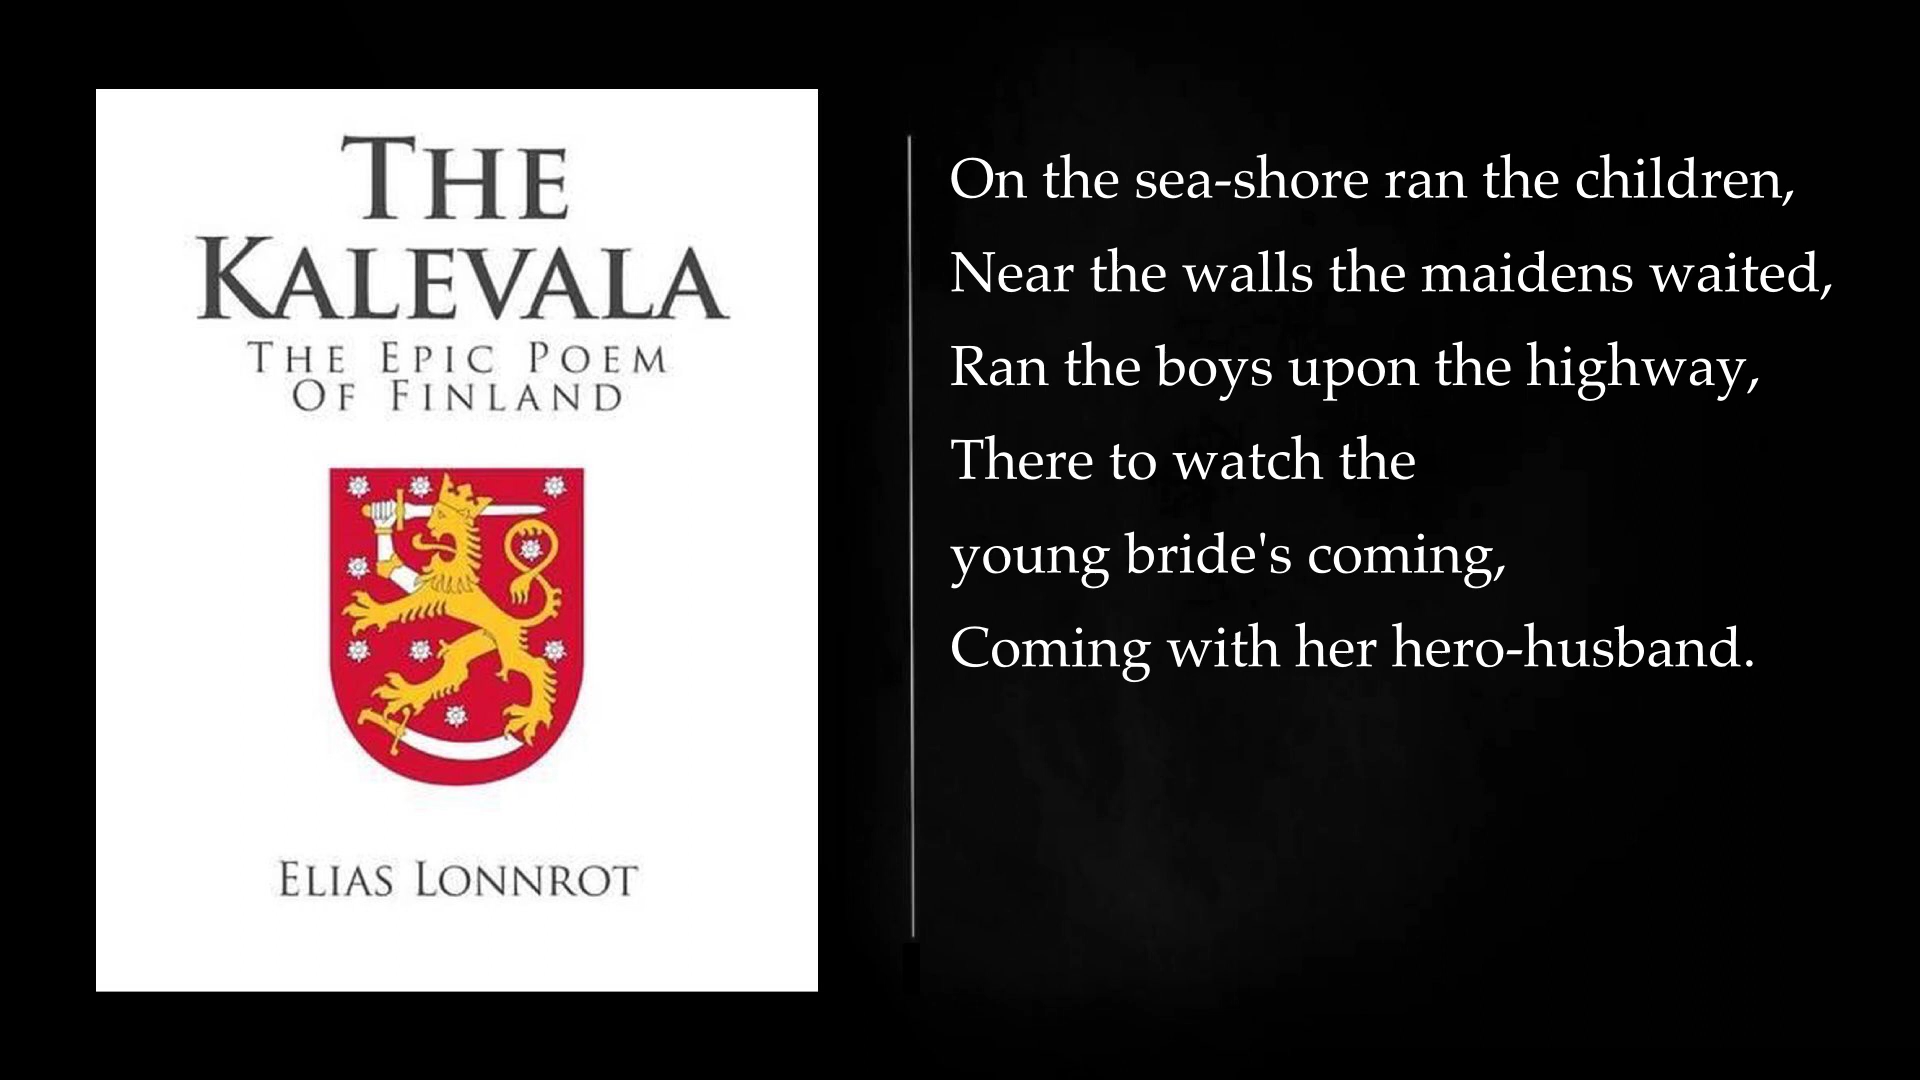 THE
KALEVALA
THE EPIC POEM
OF FINLAND
ELIAS LONNROT
On the sea-shore ran the children,
Near the walls the maidens waited,
Ran the boys upon the highway,
There to watch the
young bride's coming,
Coming with her hero-husband.